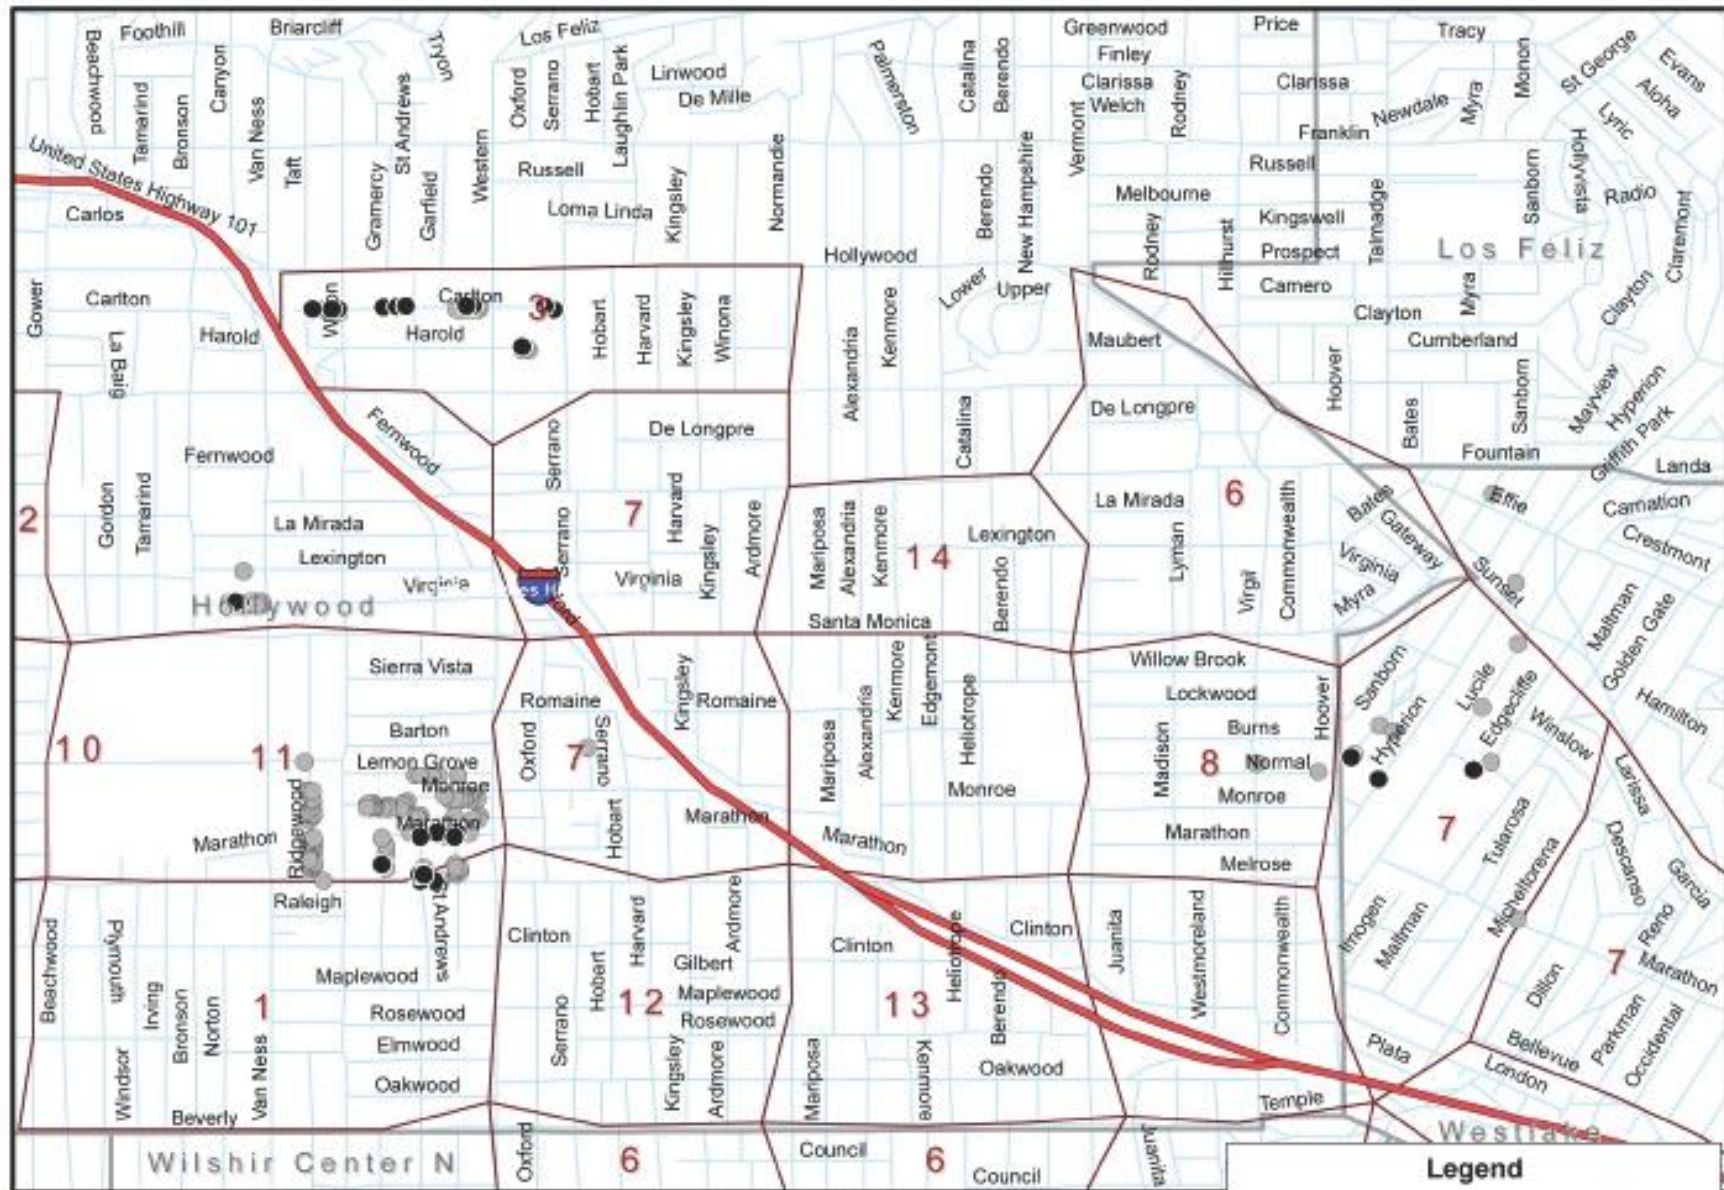 Foothill
Briarcliff
Los Feliz
Greenwood
Price
Tracy
St George
Evans
Beachwood
Tamarind
Bronson
Canyon
Van Ness
Taft
Gramercy
St Andrews
Garfield
Tryon
Western
Oxford
Serrano
Hobart
Laughlin Park
Linwood
De Mille
Palmerston
Catalina
Berendo
Finley
Clarissa
Welch
Rodney
Clarissa
Vermont
Newdale
Myra
Monon
Aloha
Lyric
Franklin
Russell
Hollyvista
United States Highway 101
Carlos
Russell
Loma Linda
Kingsley
Normandie
Berendo
New Hampshire
Melbourne
Kingswell
Prospect
Talmadge
Sanborn
Radio
Claremont
Los Feliz
Rodney
Hillhurst
Hollywood
Lower
Upper
Camero
Myra
Clayton
Clayton
Gower
Carlton
La Baig
Harold
Carlton
3
Harold
Hobart
Harvard
Kingsley
Winona
Alexandria
Kenmore
Maubert
Cumberland
Hoover
Bates
Sanborn
Mayview
Hyperion
Griffith Park
Fernwood
Fernwood
Serrano
De Longpre
Catalina
De Longpre
Fountain
Landa
2
Gordon
Tamarind
La Mirada
Lexington
Virginia
Hollywood
7
Serrano
Harvard
Kingsley
Ardmore
Virginia
Mariposa
Alexandria
Kenmore
14
Lexington
Berendo
Santa Monica
La Mirada
6
Lyman
Virgil
Commonwealth
Bates
Gateway
Virginia
Myra
Effie
Sunset
Carnation
Crestmont
Maltman
Golden Gate
Sierra Vista
Romaine
Kingsley
Romaine
Kenmore
Edgemont
Alexandria
Heliotrope
Willow Brook
Lockwood
Burns
Hoover
Sanborn
Hyperion
Lucile
Edgecliffe
Winslow
Hamilton
10
11
Barton
Lemon Grove
Monroe
Marathon
Marathon
Ridgewood
Oxford
7
Serrano
Hobart
Marathon
Mariposa
Monroe
Marathon
Madison
8
Normal
Monroe
Marathon
Melrose
7
Tularosa
Micheltorena
Larissa
Descanso
Garcia
Raleigh
Beachwood
Plymouth
Irving
Bronson
Norton
Windsor
Van Ness
1
Maplewood
St Andrews
Rosewood
Elmwood
Oakwood
Beverly
Clinton
Serrano
Hobart
Harvard
Ardmore
Gilbert
12
Maplewood
Rosewood
Kingsley
Ardmore
Clinton
Heliotrope
Clinton
13
Berendo
Mariposa
Kenmore
Oakwood
Juanita
Westmoreland
Commonwealth
Imogen
Maltman
7
Reno
Marathon
Dillon
Parkman
Occidental
Bellevue
London
Plata
Temple
Westlake
Wilshir Center N
Oxford
6
Council
6
Council
Juanita
Legend